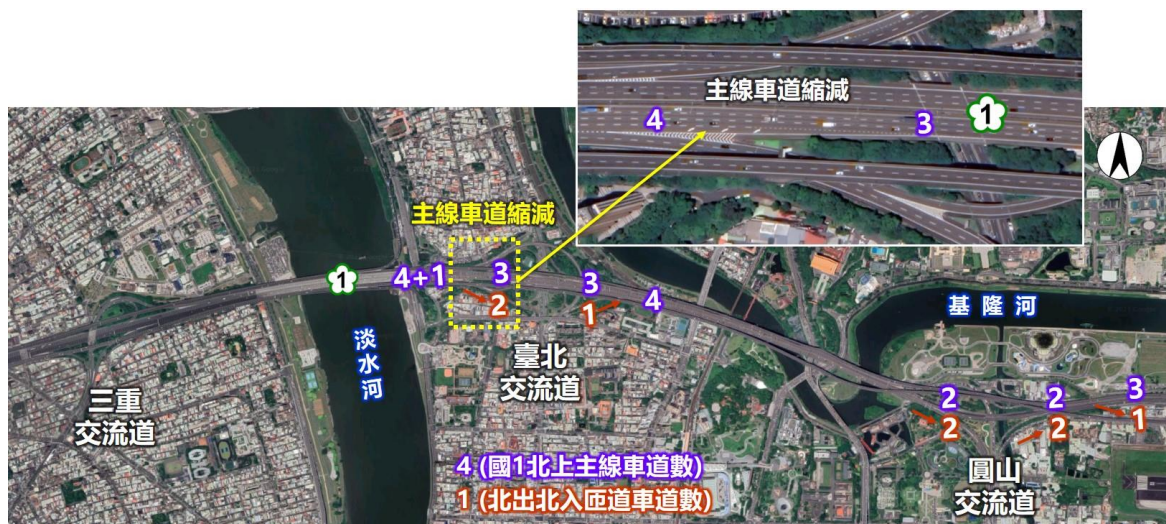 主線車道縮減
4
3
1
主線車道縮減
1
4+1
3
2
3
1
4
基隆河
淡水河
臺北
交流道
三重
交流道
2
2
2
2
3
1
圓山
交流道
4 (國1北上主線車道數)
1 (北出北入匝道車道數)